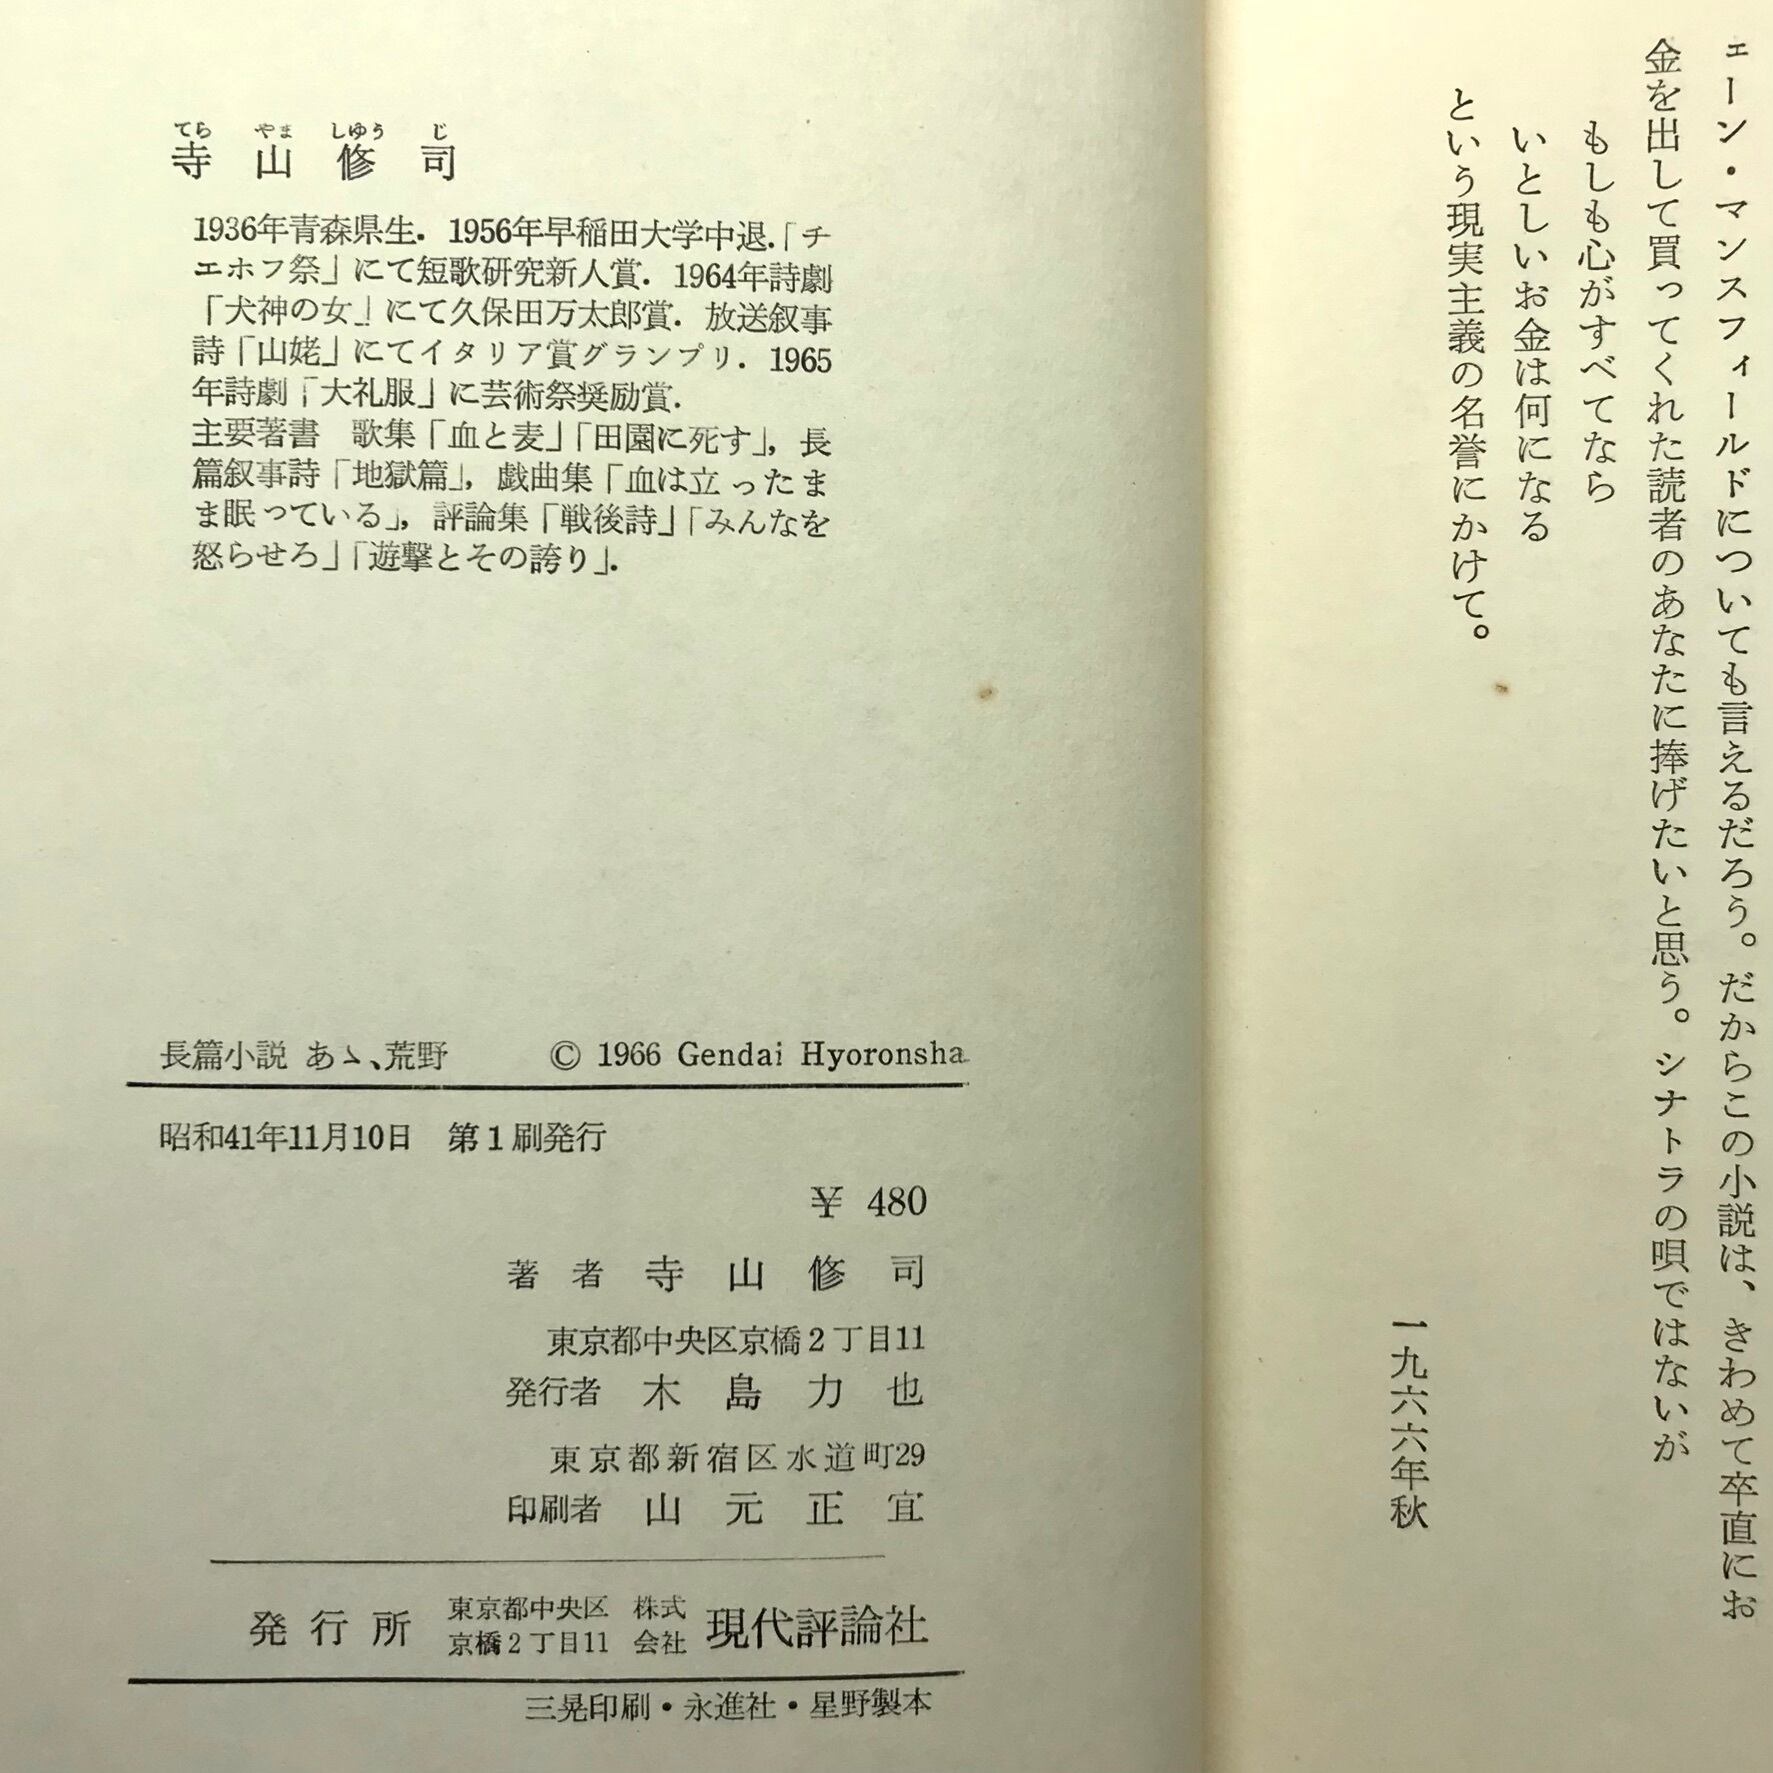 ェーン・マンスフィールドについても言えるだろう。だからこの小説は、きわめて卒直にお
金を出して買ってくれた読者のあなたに捧げたいと思う。シナトラの唄ではないが
もしも心がすべてなら
いとしいお金は何になる
という現実主義の名誉にかけて。
一九六六年秋
てら やま しゆう じ
寺山修司
1936年青森県生．1956年早稲田大学中退．「チ
エホフ祭」にて短歌研究新人賞．1964年詩劇
「犬神の女」にて久保田万太郎賞．放送叙事
詩「山姥」にてイタリア賞グランプリ．1965
年詩劇「大礼服」に芸術祭奨励賞．
主要著書　歌集「血と麦」「田園に死す」，長
篇叙事詩「地獄篇」，戯曲集「血は立ったま
ま眠っている」，評論集「戦後詩」「みんなを
怒らせろ」「遊撃とその誇り」．
長篇小説 あゝ、荒野　© 1966 Gendai Hyoronsha
昭和41年11月10日　第1刷発行
¥ 480
著者　寺山修司
東京都中央区京橋2丁目11
発行者　木島力也
東京都新宿区水道町29
印刷者　山元正宜
発行所　東京都中央区京橋2丁目11　株式会社　現代評論社
三晃印刷・永進社・星野製本